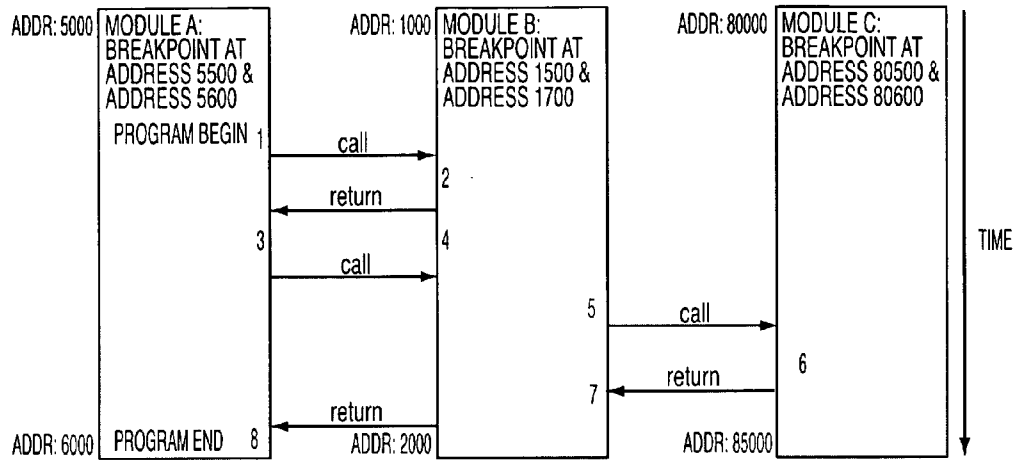 ADDR: 5000
MODULE A:
BREAKPOINT AT
ADDRESS 5500 &
ADDRESS 5600
PROGRAM BEGIN
1
ADDR: 1000
MODULE B:
BREAKPOINT AT
ADDRESS 1500 &
ADDRESS 1700
ADDR: 80000
MODULE C:
BREAKPOINT AT
ADDRESS 80500 &
ADDRESS 80600
call
2
return
3
4
call
TIME
5
call
6
return
7
return
ADDR: 6000
PROGRAM END
8
ADDR: 2000
ADDR: 85000